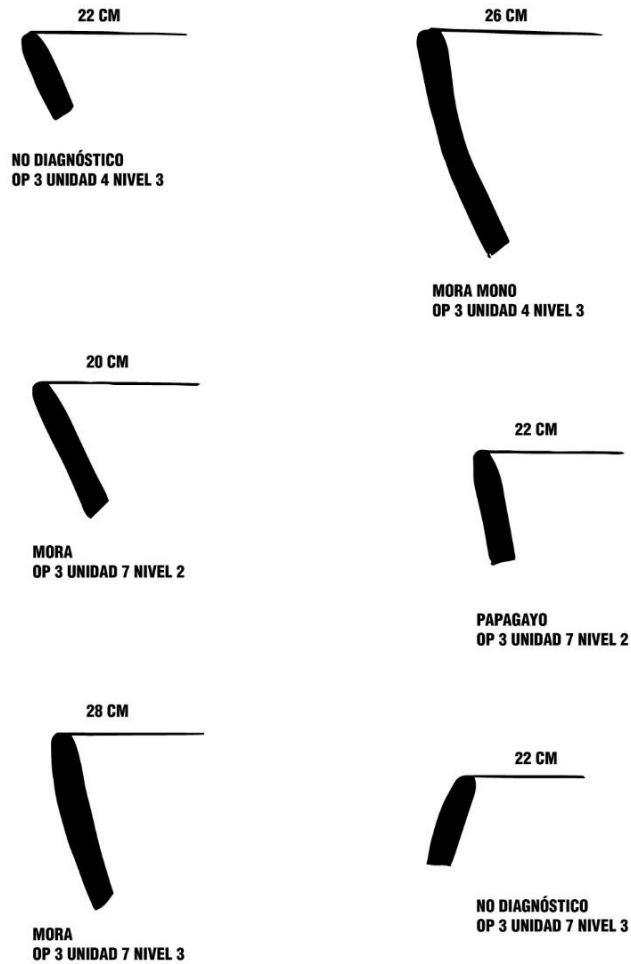 22 CM
NO DIAGNÓSTICO
OP 3 UNIDAD 4 NIVEL 3
26 CM
MORA MONO
OP 3 UNIDAD 4 NIVEL 3
20 CM
MORA
OP 3 UNIDAD 7 NIVEL 2
22 CM
PAPAGAYO
OP 3 UNIDAD 7 NIVEL 2
28 CM
MORA
OP 3 UNIDAD 7 NIVEL 3
22 CM
NO DIAGNÓSTICO
OP 3 UNIDAD 7 NIVEL 3